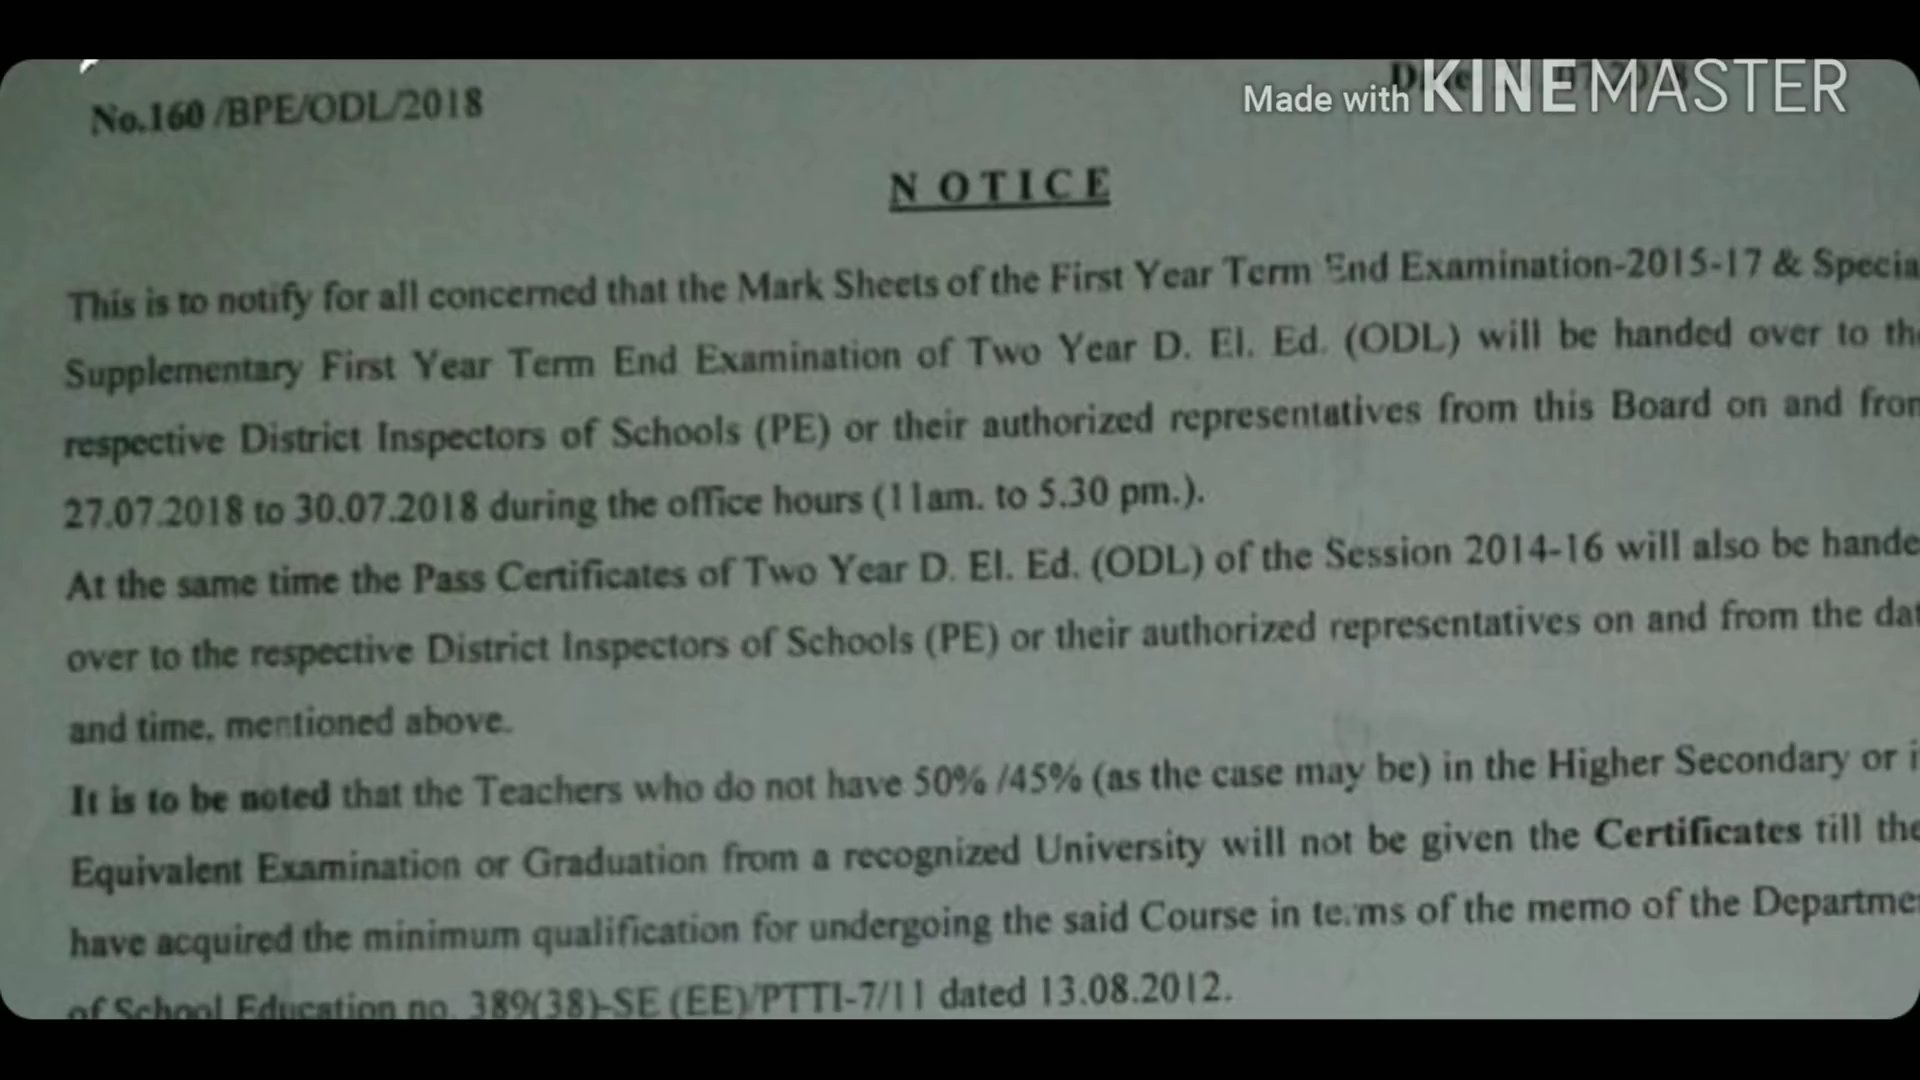 No.160 /BPE/ODL/2018
Made with KINEMASTER
NOTICE
This is to notify for all concerned that the Mark Sheets of the First Year Term End Examination-2015-17 & Specia
Supplementary First Year Term End Examination of Two Year D. El. Ed. (ODL) will be handed over to the
respective District Inspectors of Schools (PE) or their authorized representatives from this Board on and from
27.07.2018 to 30.07.2018 during the office hours (11am. to 5.30 pm.).
At the same time the Pass Certificates of Two Year D. El. Ed. (ODL) of the Session 2014-16 will also be hande
over to the respective District Inspectors of Schools (PE) or their authorized representatives on and from the dat
and time, mentioned above.
It is to be noted that the Teachers who do not have 50% /45% (as the case may be) in the Higher Secondary or i
Equivalent Examination or Graduation from a recognized University will not be given the Certificates till the
have acquired the minimum qualification for undergoing the said Course in terms of the memo of the Departme
of School Education no. 389(38)-SE (EE)/PTTI-7/11 dated 13.08.2012.